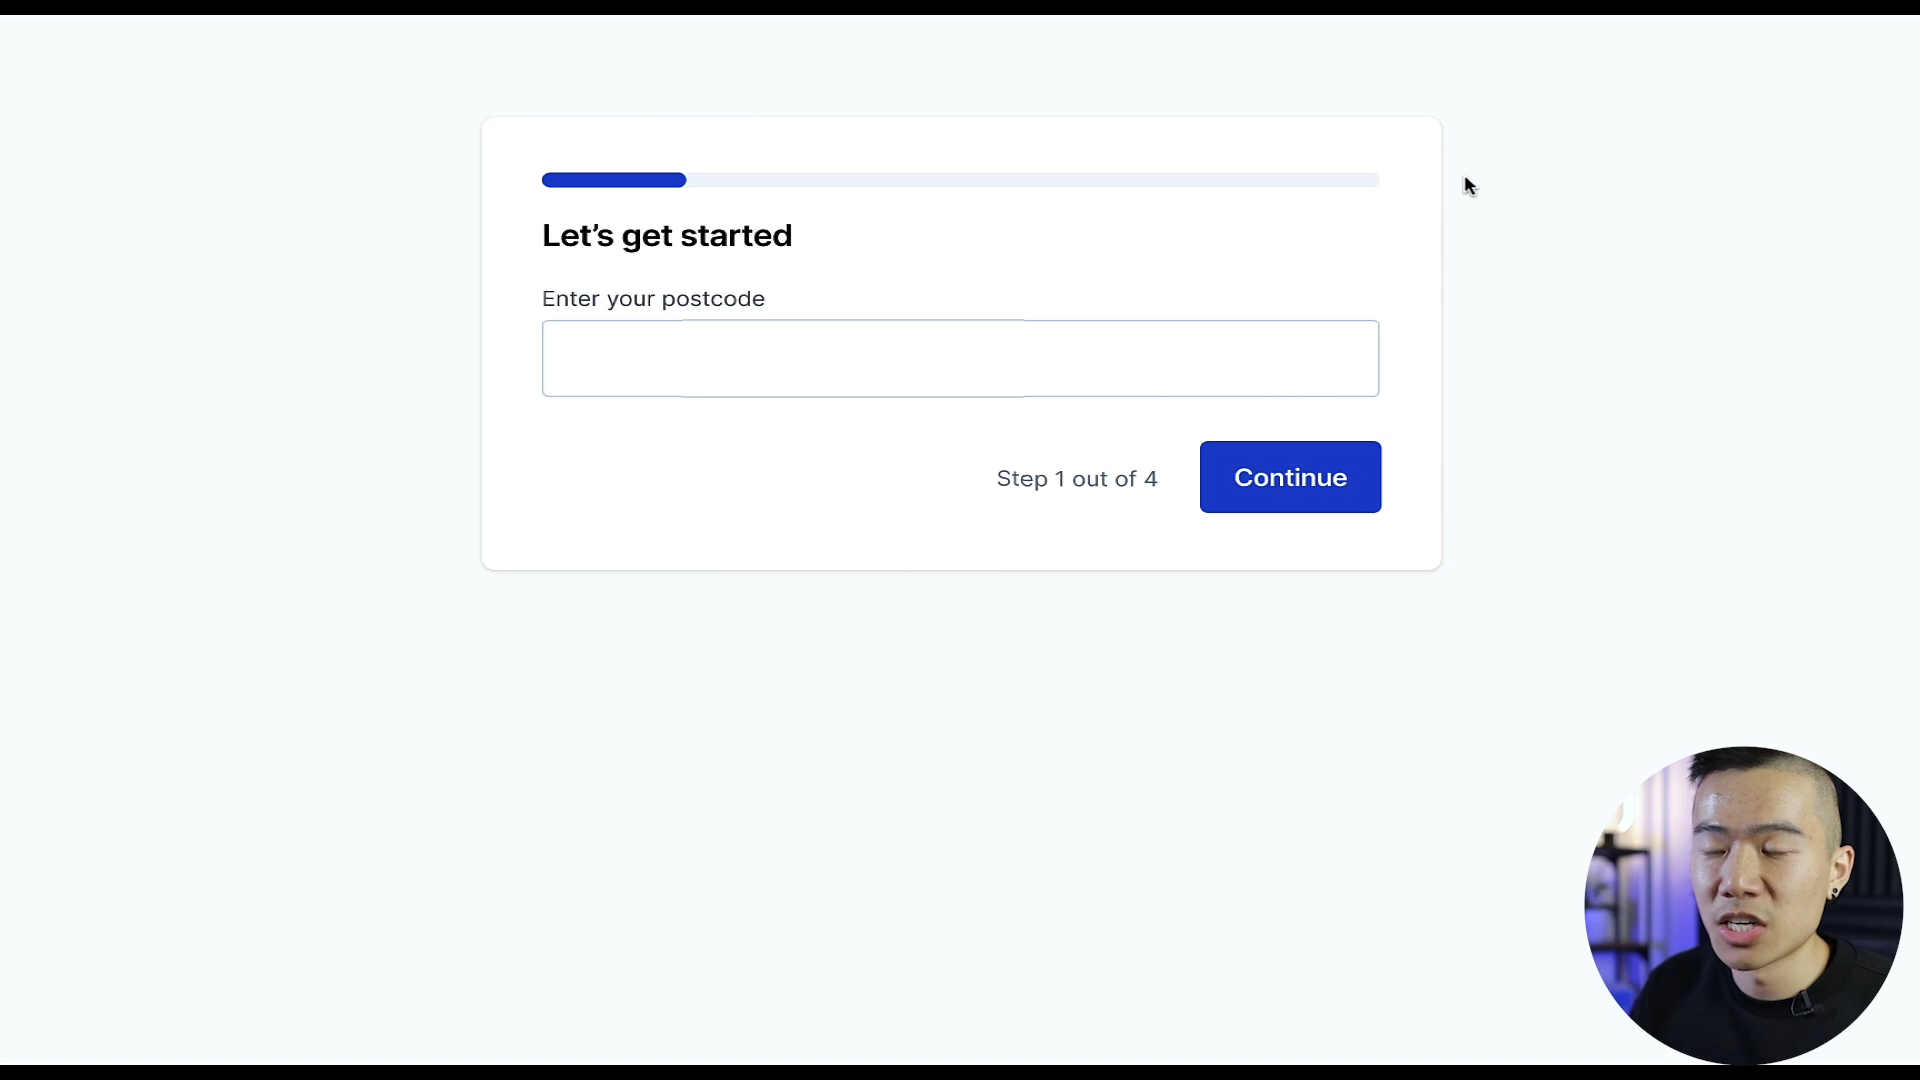 Let’s get started
Enter your postcode
Step 1 out of 4
Continue